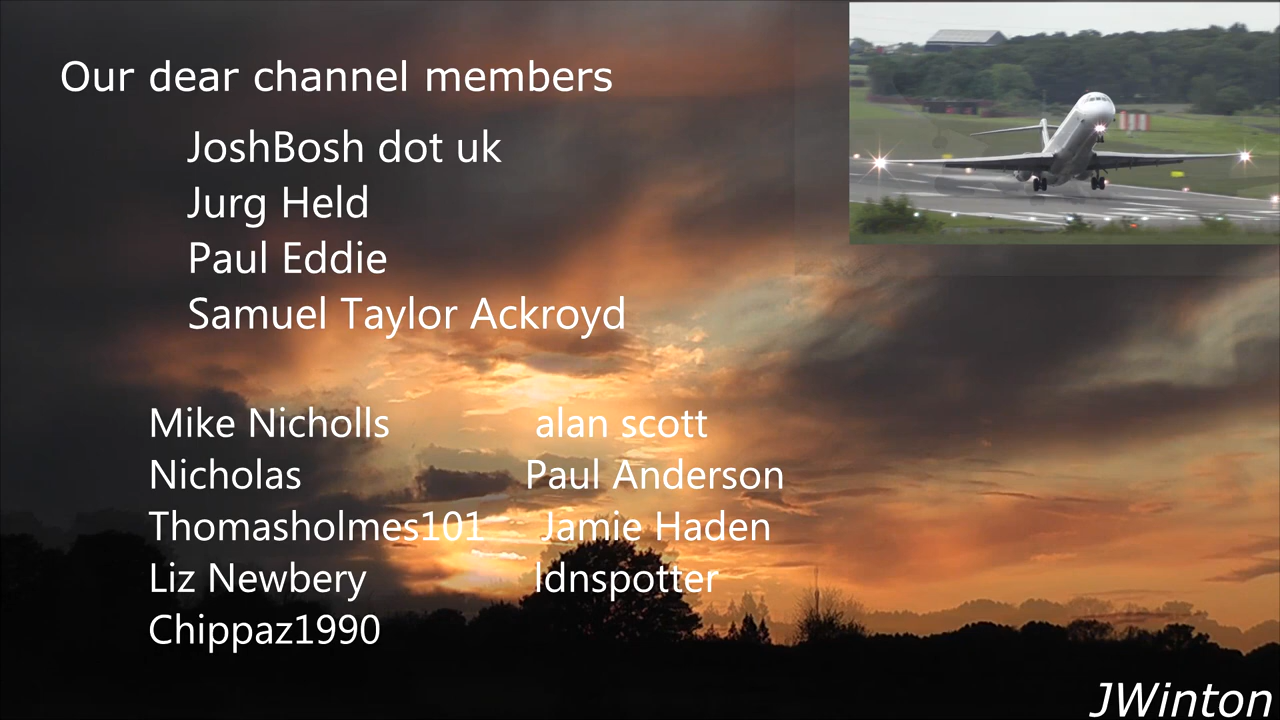 Our dear channel members
JoshBosh dot uk
Jurg Held
Paul Eddie
Samuel Taylor Ackroyd
Mike Nicholls alan scott
Nicholas Paul Anderson
Thomasholmes101 Jamie Haden
Liz Newbery ldnspotter
Chippaz1990
JWinton